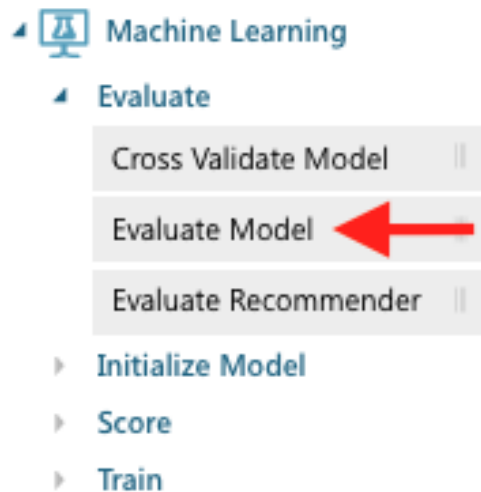 Machine Learning
Evaluate
Cross Validate Model
Evaluate Model
Evaluate Recommender
Initialize Model
Score
Train